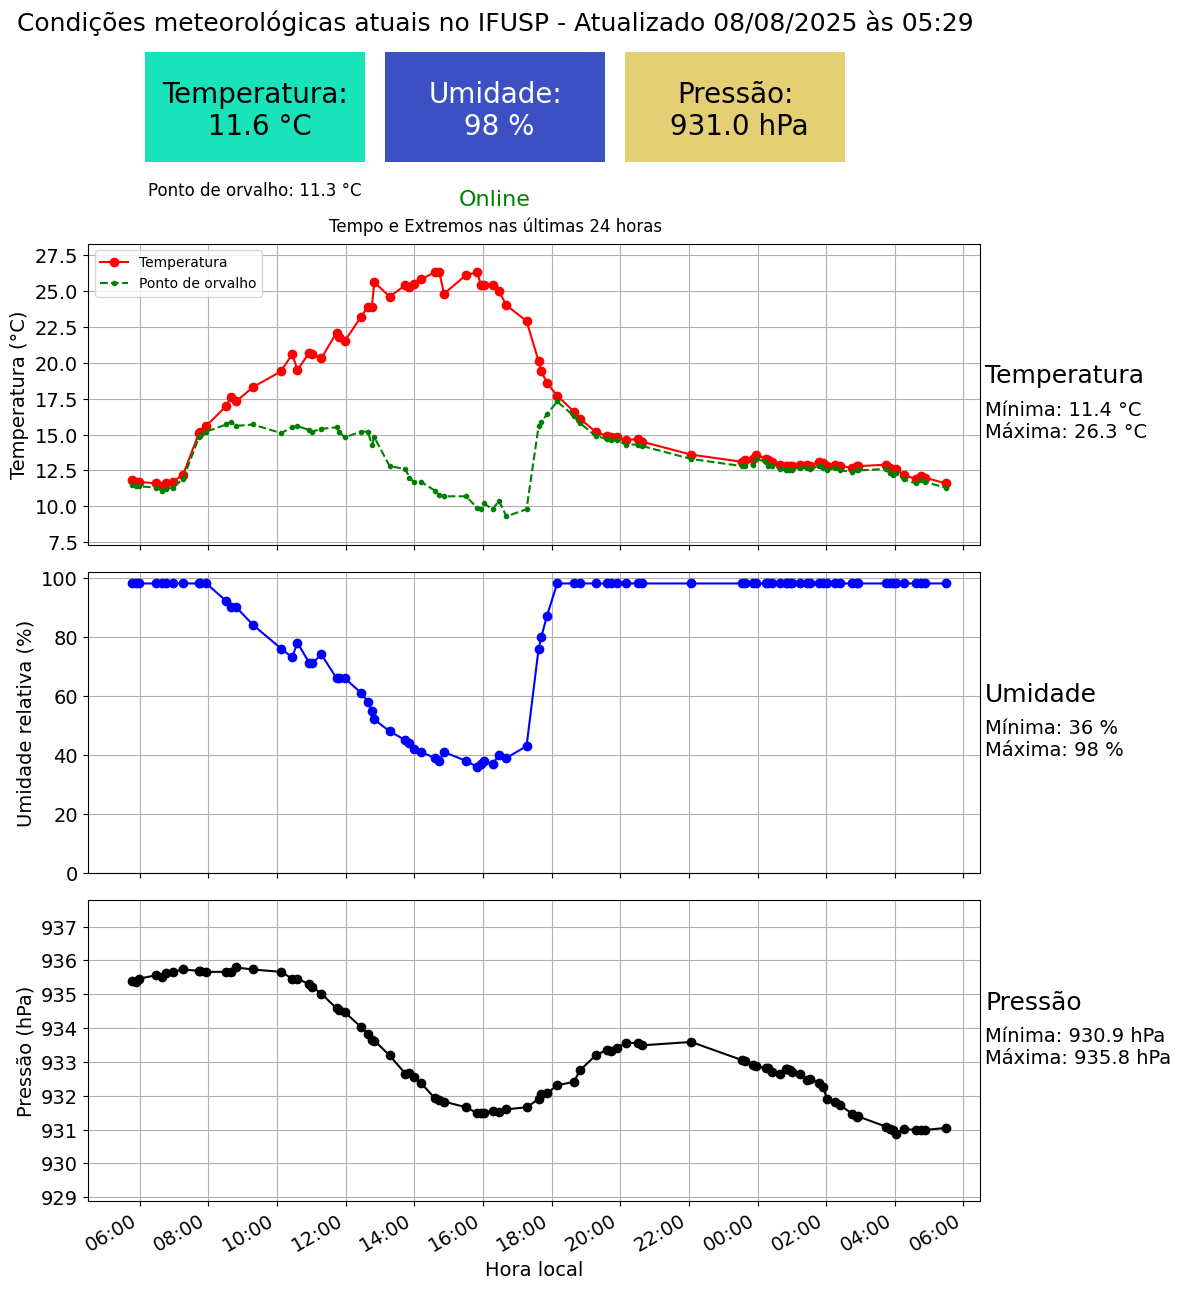 Condições meteorológicas atuais no IFUSP - Atualizado 08/08/2025 às 05:29
Temperatura:
11.6 °C
Umidade:
98 %
Pressão:
931.0 hPa
Ponto de orvalho: 11.3 °C
Online
Tempo e Extremos nas últimas 24 horas
Temperatura
Ponto de orvalho
Temperatura (°C)
27.5
25.0
22.5
20.0
17.5
15.0
12.5
10.0
7.5
Temperatura
Mínima: 11.4 °C
Máxima: 26.3 °C
Umidade relativa (%)
100
80
60
40
20
0
Umidade
Mínima: 36 %
Máxima: 98 %
Pressão (hPa)
937
936
935
934
933
932
931
930
929
Pressão
Mínima: 930.9 hPa
Máxima: 935.8 hPa
06:00 08:00 10:00 12:00 14:00 16:00 18:00 20:00 22:00 00:00 02:00 04:00 06:00
Hora local